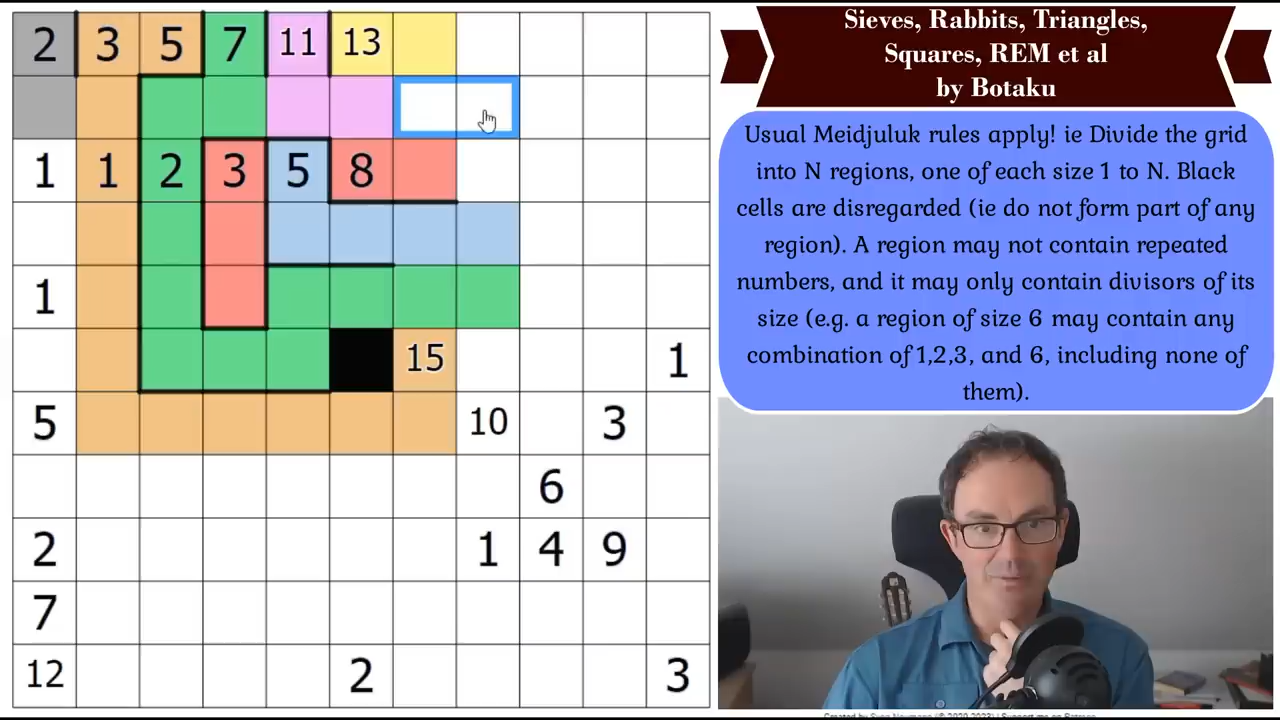 2 3 5 7 11 13
1 1 2 3 5 8
1
15 1
5 10 3
6
2 1 4 9
7
12 2 3
Sieves, Rabbits, Triangles,
Squares, REM et al
by Botaku
Usual Meidjuluk rules apply! ie Divide the grid
into N regions, one of each size 1 to N. Black
cells are disregarded (ie do not form part of any
region). A region may not contain repeated
numbers, and it may only contain divisors of its
size (e.g. a region of size 6 may contain any
combination of 1,2,3, and 6, including none of
them).